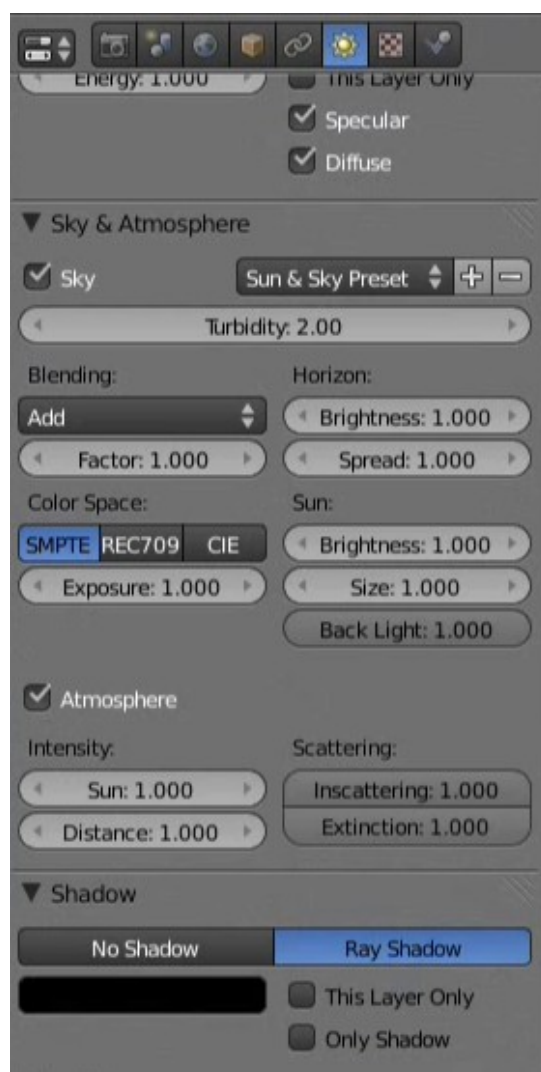 Energy: 1.000 This Layer Only
Specular
Diffuse
Sky & Atmosphere
Sky Sun & Sky Preset
Turbidity: 2.00
Blending: Horizon:
Add Brightness: 1.000
Factor: 1.000 Spread: 1.000
Color Space: Sun:
SMPTE REC709 CIE Brightness: 1.000
Exposure: 1.000 Size: 1.000
Back Light: 1.000
Atmosphere
Intensity: Scattering:
Sun: 1.000 Inscattering: 1.000
Distance: 1.000 Extinction: 1.000
Shadow
No Shadow Ray Shadow
This Layer Only
Only Shadow